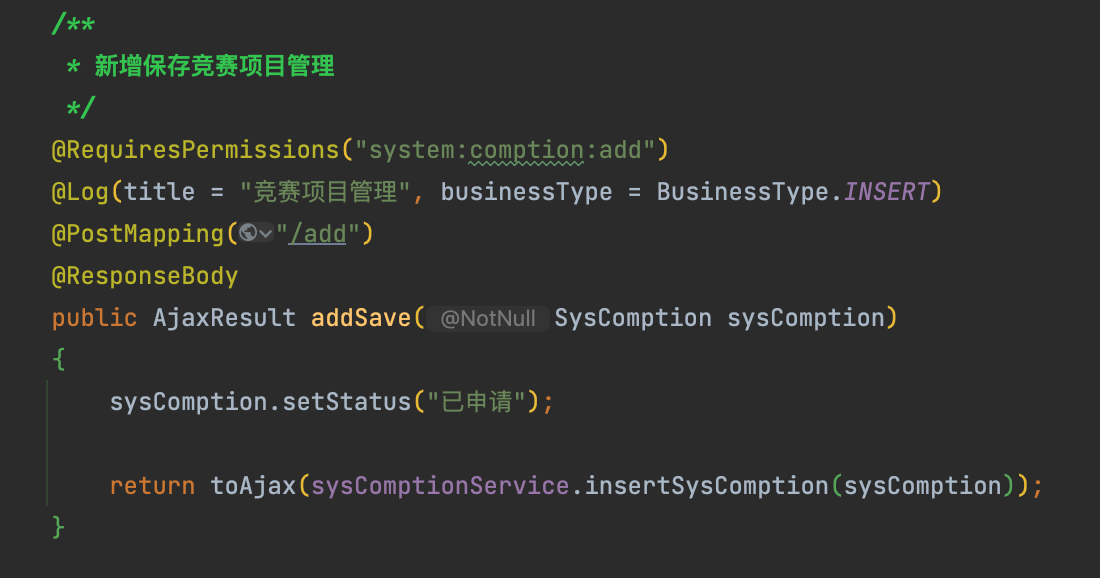 /**
 * 新增保存竞赛项目管理
 */
@RequiresPermissions("system:comption:add")
@Log(title = "竞赛项目管理", businessType = BusinessType.INSERT)
@PostMapping("/add")
@ResponseBody
public AjaxResult addSave( @NotNull SysComption sysComption)
{
    sysComption.setStatus("已申请");

    return toAjax(sysComptionService.insertSysComption(sysComption));
}